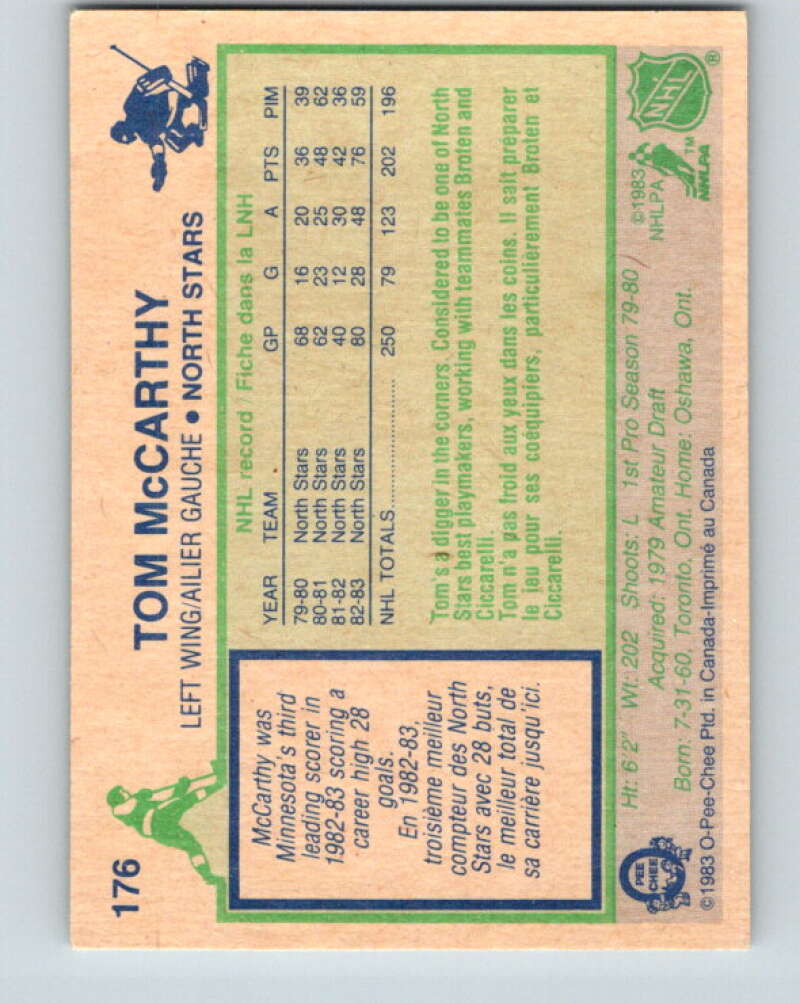 176
TOM McCARTHY
LEFT WING/AILIER GAUCHE • NORTH STARS
McCarthy was
Minnesota's third
leading scorer in
1982-83 scoring a
career high 28
goals.
En 1982-83,
troisième meilleur
compteur des North
Stars avec 28 buts,
le meilleur total de
sa carrière jusqu'ici.
NHL record / Fiche dans la LNH
YEAR TEAM GP G A PTS PIM
79-80 North Stars 68 16 20 36 39
80-81 North Stars 62 23 25 48 62
81-82 North Stars 40 12 30 42 36
82-83 North Stars 80 28 48 76 59
NHL TOTALS.......................... 250 79 123 202 196
Tom's a digger in the corners. Considered to be one of North
Stars best playmakers, working with teammates Broten and
Ciccarelli.
Tom n'a pas froid aux yeux dans les coins. Il sait préparer
le jeu pour ses coéquipiers, particulièrement Broten et
Ciccarelli.
Ht: 6'2" Wt: 202 Shoots: L 1st Pro Season 79-80/
Acquired: 1979 Amateur Draft
Born: 7-31-60, Toronto, Ont. Home: Oshawa, Ont.
©1983 O-Pee-Chee Ptd. in Canada-Imprimé au Canada
O
PEE
CHEE
©1983
NHLPA
NHLPA
TM
NHL
®